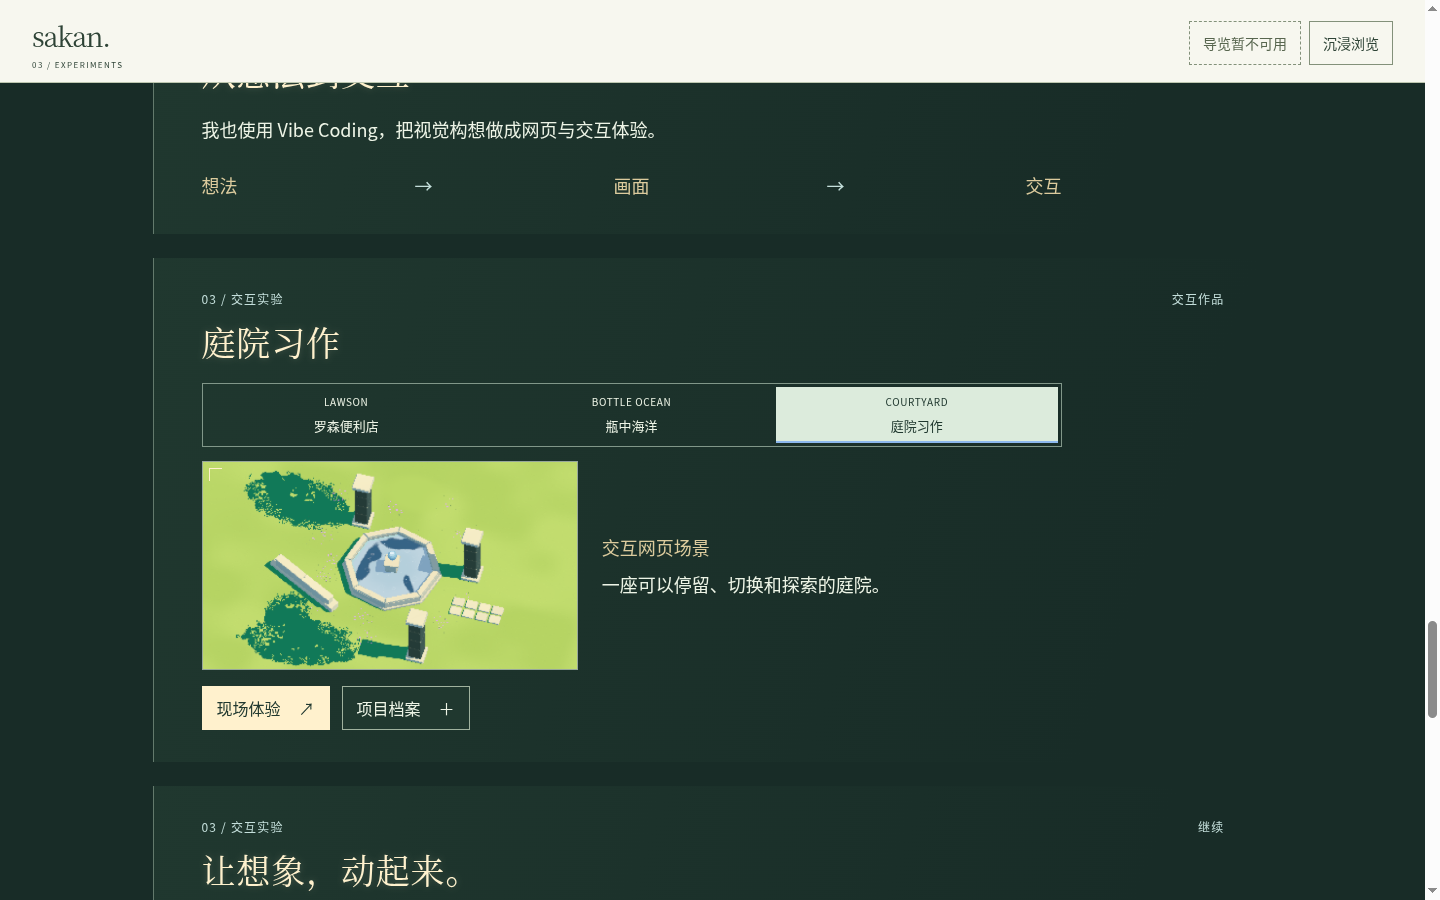 sakan.
03 / EXPERIMENTS
导览暂不可用
沉浸浏览
我也使用 Vibe Coding，把视觉构想做成网页与交互体验。
想法 → 画面 → 交互
03 / 交互实验
交互作品
庭院习作
LAWSON
罗森便利店
BOTTLE OCEAN
瓶中海洋
COURTYARD
庭院习作
交互网页场景
一座可以停留、切换和探索的庭院。
现场体验 ↗
项目档案 +
03 / 交互实验
继续
让想象，动起来。